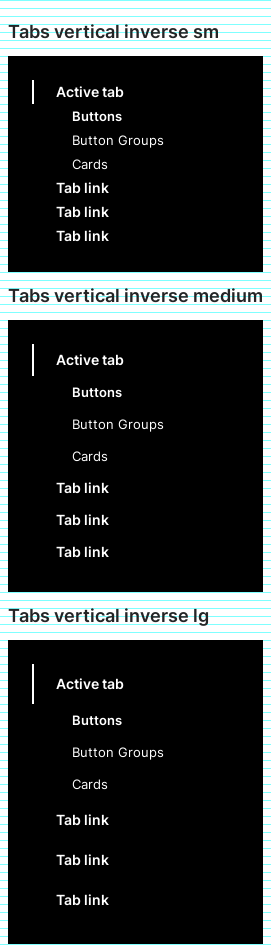 Tabs vertical inverse sm
Active tab
Buttons
Button Groups
Cards
Tab link
Tab link
Tab link
Tabs vertical inverse medium
Active tab
Buttons
Button Groups
Cards
Tab link
Tab link
Tab link
Tabs vertical inverse lg
Active tab
Buttons
Button Groups
Cards
Tab link
Tab link
Tab link